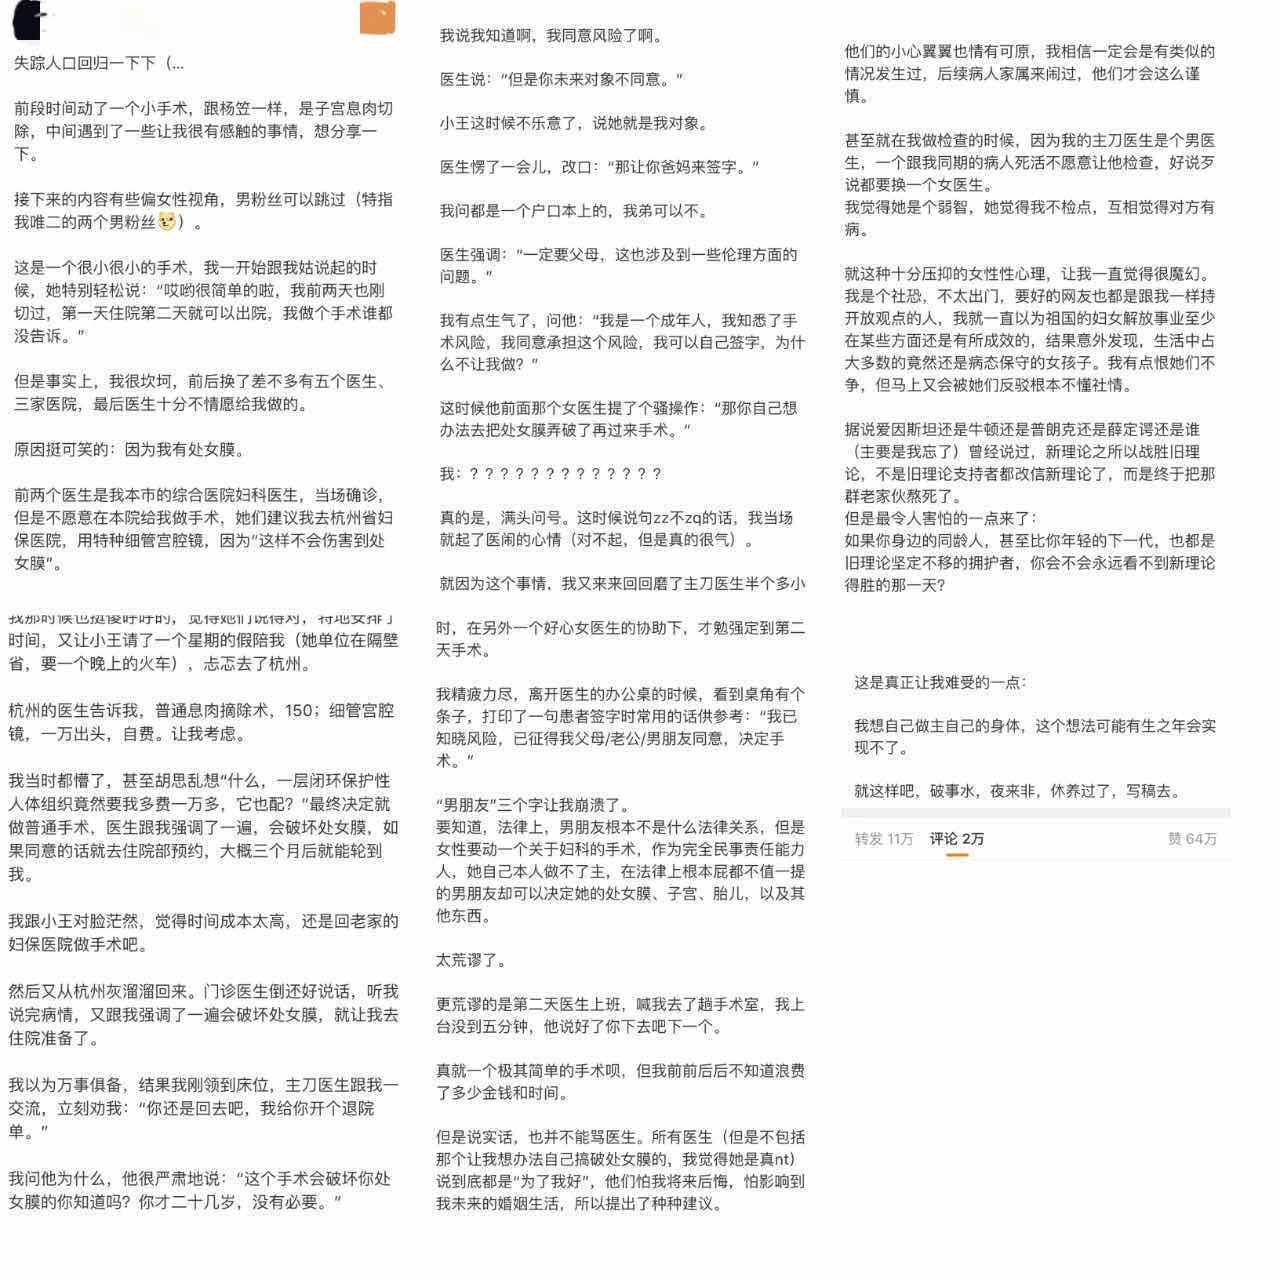 失踪人口回归一下下（...
前段时间动了一个小手术，跟杨笠一样，是子宫息肉切
除，中间遇到了一些让我很有感触的事情，想分享一
下。
接下来的内容有些偏女性视角，男粉丝可以跳过（特指
我唯二的两个男粉丝）。
这是一个很小很小的手术，我一开始跟我姑说起的时
候，她特别轻松说：“哎哟很简单的啦，我前两天也刚
切过，第一天住院第二天就可以出院，我做个手术谁都
没告诉。”
但是事实上，我很坎坷，前后换了差不多有五个医生、
三家医院，最后医生十分不情愿给我做的。
原因挺可笑的：因为我有处女膜。
前两个医生是我本市的综合医院妇科医生，当场确诊，
但是不愿意在本院给我做手术，她们建议我去杭州省妇
保医院，用特种细管宫腔镜，因为“这样不会伤害到处
女膜”。
我那时候也挺傻呼呼的，觉得她们说得对，特地安排了
时间，又让小王请了一个星期的假陪我（她单位在隔壁
省，要一个晚上的火车），忐忑去了杭州。
杭州的医生告诉我，普通息肉摘除术，150；细管宫腔
镜，一万出头，自费。让我考虑。
我当时都懵了，甚至胡思乱想“什么，一层闭环保护性
人体组织竟然要我多费一万多，它也配？”最终决定就
做普通手术，医生跟我强调了一遍，会破坏处女膜，如
果同意的话就去住院部预约，大概三个月后就能轮到
我。
我跟小王对脸茫然，觉得时间成本太高，还是回老家的
妇保医院做手术吧。
然后又从杭州灰溜溜回来。门诊医生倒还好说话，听我
说完病情，又跟我强调了一遍会破坏处女膜，就让我去
住院准备了。
我以为万事俱备，结果我刚领到床位，主刀医生跟我一
交流，立刻劝我：“你还是回去吧，我给你开个退院
单。”
我问他为什么，他很严肃地说：“这个手术会破坏你处
女膜的你知道吗？你才二十几岁，没有必要。”
我说我知道啊，我同意风险了啊。
医生说：“但是你未来对象不同意。”
小王这时候不乐意了，说她就是我对象。
医生愣了一会儿，改口：“那让你爸妈来签字。”
我问都是一个户口本上的，我弟可以不。
医生强调：“一定要父母，这也涉及到一些伦理方面的
问题。”
我有点生气了，问他：“我是一个成年人，我知悉了手
术风险，我同意承担这个风险，我可以自己签字，为什
么不让我做？”
这时候他前面那个女医生提了个骚操作：“那你自己想
办法去把处女膜弄破了再过来手术。”
我：？？？？？？？？？？？？？
真的是，满头问号。这时候说句zz不zq的话，我当场
就起了医闹的心情（对不起，但是真的很气）。
就因为这个事情，我又来来回回磨了主刀医生半个多小
时，在另外一个好心女医生的协助下，才勉强定到第二
天手术。
我精疲力尽，离开医生的办公桌的时候，看到桌角有个
条子，打印了一句患者签字时常用的话供参考：“我已
知晓风险，已征得我父母/老公/男朋友同意，决定手
术。”
“男朋友”三个字让我崩溃了。
要知道，法律上，男朋友根本不是什么法律关系，但是
女性要动一个关于妇科的手术，作为完全民事责任能力
人，她自己本人做不了主，在法律上根本屁都不值一提
的男朋友却可以决定她的处女膜、子宫、胎儿，以及其
他东西。
太荒谬了。
更荒谬的是第二天医生上班，喊我去了趟手术室，我上
台没到五分钟，他说好了你下去吧下一个。
真就一个极其简单的手术呗，但我前前后后不知道浪费
了多少金钱和时间。
但是说实话，也并不能骂医生。所有医生（但是不包括
那个让我想办法自己搞破处女膜的，我觉得她是真nt）
说到底都是“为了我好”，他们怕我将来后悔，怕影响到
我未来的婚姻生活，所以提出了种种建议。
他们的小心翼翼也情有可原，我相信一定会是有类似的
情况发生过，后续病人家属来闹过，他们才会这么谨
慎。
甚至就在我做检查的时候，因为我的主刀医生是个男医
生，一个跟我同期的病人死活不愿意让他检查，好说歹
说都要换一个女医生。
我觉得她是个弱智，她觉得我不检点，互相觉得对方有
病。
就这种十分压抑的女性性心理，让我一直觉得很魔幻。
我是个社恐，不太出门，要好的网友也都是跟我一样持
开放观点的人，我就一直以为祖国的妇女解放事业至少
在某些方面还是有所成效的，结果意外发现，生活中占
大多数的竟然还是病态保守的女孩子。我有点恨她们不
争，但马上又会被她们反驳根本不懂社情。
据说爱因斯坦还是牛顿还是普朗克还是薛定谔还是谁
（主要是我忘了）曾经说过，新理论之所以战胜旧理
论，不是旧理论支持者都改信新理论了，而是终于把那
群老家伙熬死了。
但是最令人害怕的一点来了：
如果你身边的同龄人，甚至比你年轻的下一代，也都是
旧理论坚定不移的拥护者，你会不会永远看不到新理论
得胜的那一天？
这是真正让我难受的一点：
我想自己做主自己的身体，这个想法可能有生之年会实
现不了。
就这样吧，破事水，夜来非，休养过了，写稿去。
转发 11万 评论 2万 赞 64万